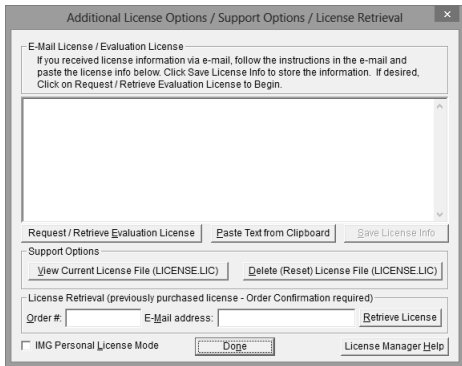 Additional License Options / Support Options / License Retrieval
E-Mail License / Evaluation License
If you received license information via e-mail, follow the instructions in the e-mail and
paste the license info below. Click Save License Info to store the information. If desired,
Click on Request / Retrieve Evaluation License to Begin.
Request / Retrieve Evaluation License Paste Text from Clipboard Save License Info
Support Options
View Current License File (LICENSE.LIC) Delete (Reset) License File (LICENSE.LIC)
License Retrieval (previously purchased license - Order Confirmation required)
Order #: E-Mail address: Retrieve License
IMG Personal License Mode Done License Manager Help